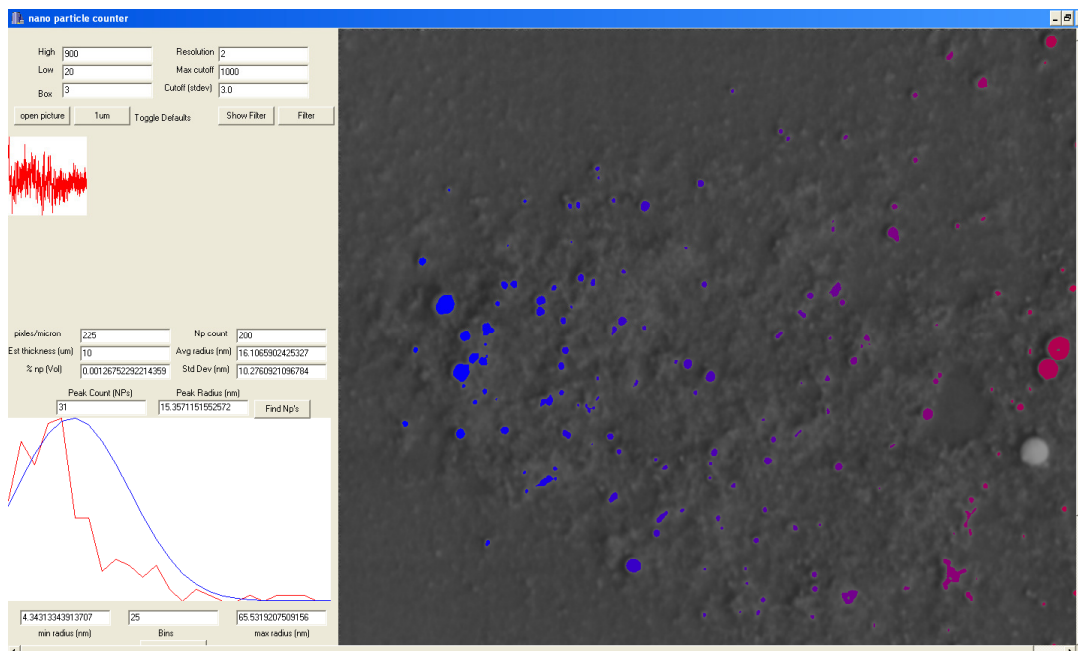 nano particle counter
High 900 Resolution 2
Low 20 Max cutoff 1000
Box 3 Cutoff (stdev) 3.0
open picture 1um Toggle Defaults Show Filter Filter
pixles/micron 225 Np count 200
Est thickness (um) 10 Avg radius (nm) 16.1065902425327
% np (Vol) 0.00126752292214359 Std Dev (nm) 10.2760921096784
Peak Count (NPs) Peak Radius (nm)
31 15.3571151552572 Find Np's
4.34313343913707 25 65.5319207509156
min radius (nm) Bins max radius (nm)